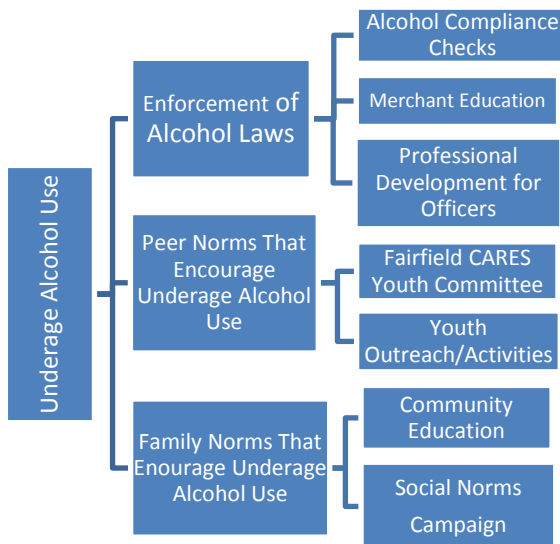 Underage Alcohol Use
Enforcement of
Alcohol Laws
Alcohol Compliance
Checks
Merchant Education
Professional
Development for
Officers
Peer Norms That
Encourage
Underage Alcohol
Use
Fairfield CARES
Youth Committee
Youth
Outreach/Activities
Family Norms That
Enourage Underage
Alcohol Use
Community
Education
Social Norms
Campaign